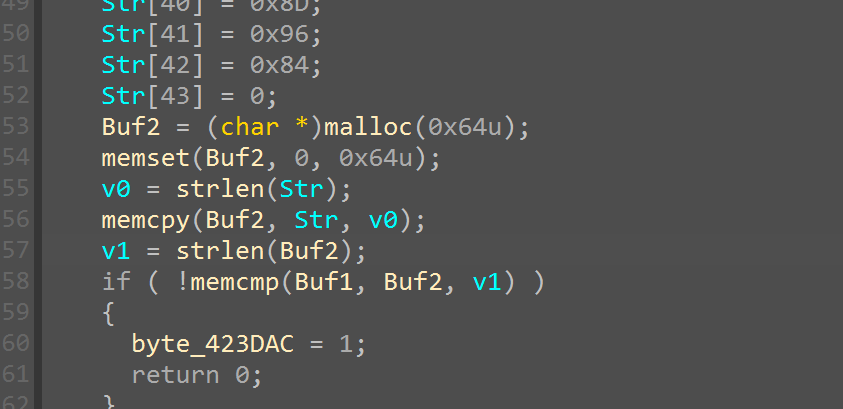 49 Str[40] = 0x8D;
50 Str[41] = 0x96;
51 Str[42] = 0x84;
52 Str[43] = 0;
53 Buf2 = (char *)malloc(0x64u);
54 memset(Buf2, 0, 0x64u);
55 v0 = strlen(Str);
56 memcpy(Buf2, Str, v0);
57 v1 = strlen(Buf2);
58 if ( !memcmp(Buf1, Buf2, v1) )
59 {
60 byte_423DAC = 1;
61 return 0;
62 }